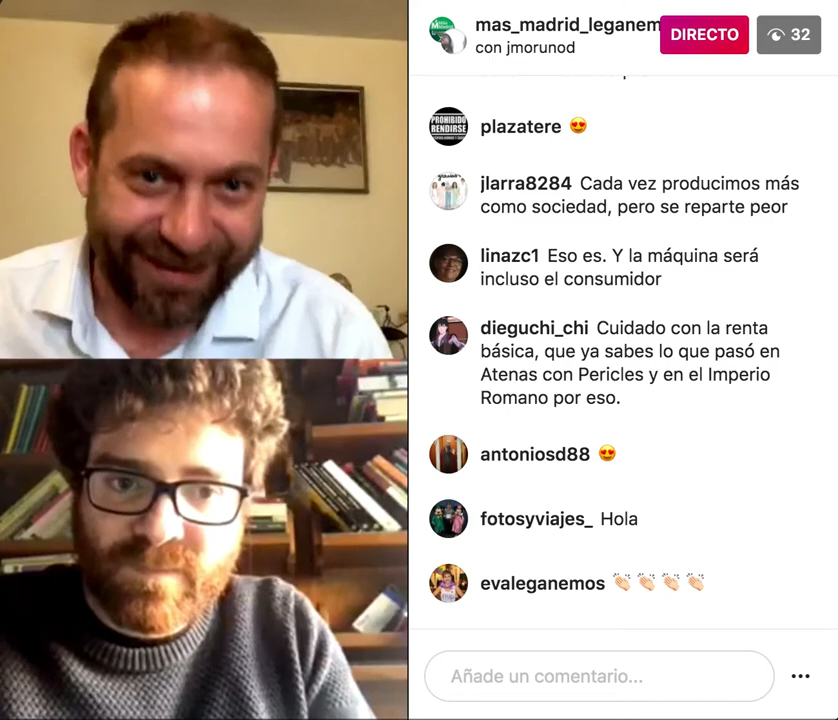 mas_madrid_leganem
DIRECTO
32
con jmorunod
PROHIBIDO
RENDIRSE
plazatere 😍
jlarra8284 Cada vez producimos más
como sociedad, pero se reparte peor
linazc1 Eso es. Y la máquina será
incluso el consumidor
dieguchi_chi Cuidado con la renta
básica, que ya sabes lo que pasó en
Atenas con Pericles y en el Imperio
Romano por eso.
antoniosd88 😍
fotosyviajes_ Hola
evaleganemos 👏🏻 👏🏻 👏🏻 👏🏻
Añade un comentario...